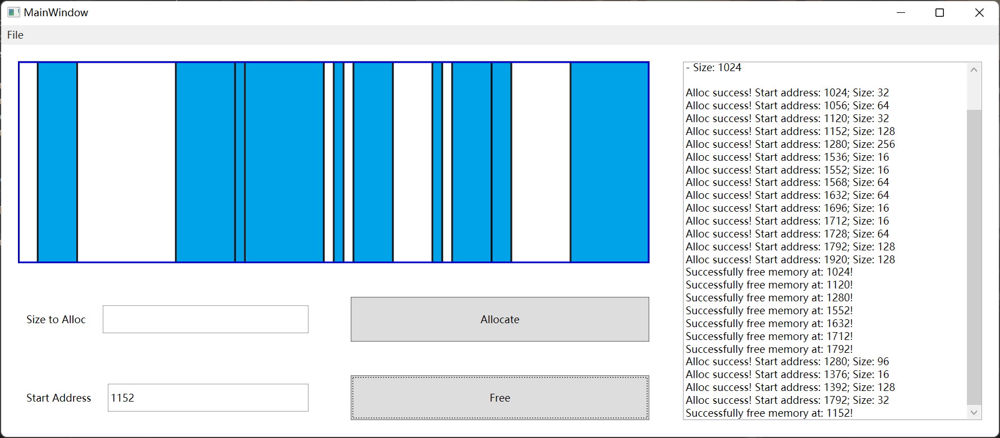 MainWindow
File
- Size: 1024
Alloc success! Start address: 1024; Size: 32
Alloc success! Start address: 1056; Size: 64
Alloc success! Start address: 1120; Size: 32
Alloc success! Start address: 1152; Size: 128
Alloc success! Start address: 1280; Size: 256
Alloc success! Start address: 1536; Size: 16
Alloc success! Start address: 1552; Size: 16
Alloc success! Start address: 1568; Size: 64
Alloc success! Start address: 1632; Size: 64
Alloc success! Start address: 1696; Size: 16
Alloc success! Start address: 1712; Size: 16
Alloc success! Start address: 1728; Size: 64
Alloc success! Start address: 1792; Size: 128
Alloc success! Start address: 1920; Size: 128
Successfully free memory at: 1024!
Successfully free memory at: 1120!
Successfully free memory at: 1280!
Successfully free memory at: 1552!
Successfully free memory at: 1632!
Successfully free memory at: 1712!
Successfully free memory at: 1792!
Alloc success! Start address: 1280; Size: 96
Alloc success! Start address: 1376; Size: 16
Alloc success! Start address: 1392; Size: 128
Alloc success! Start address: 1792; Size: 32
Successfully free memory at: 1152!
Size to Alloc
Allocate
Start Address
1152
Free